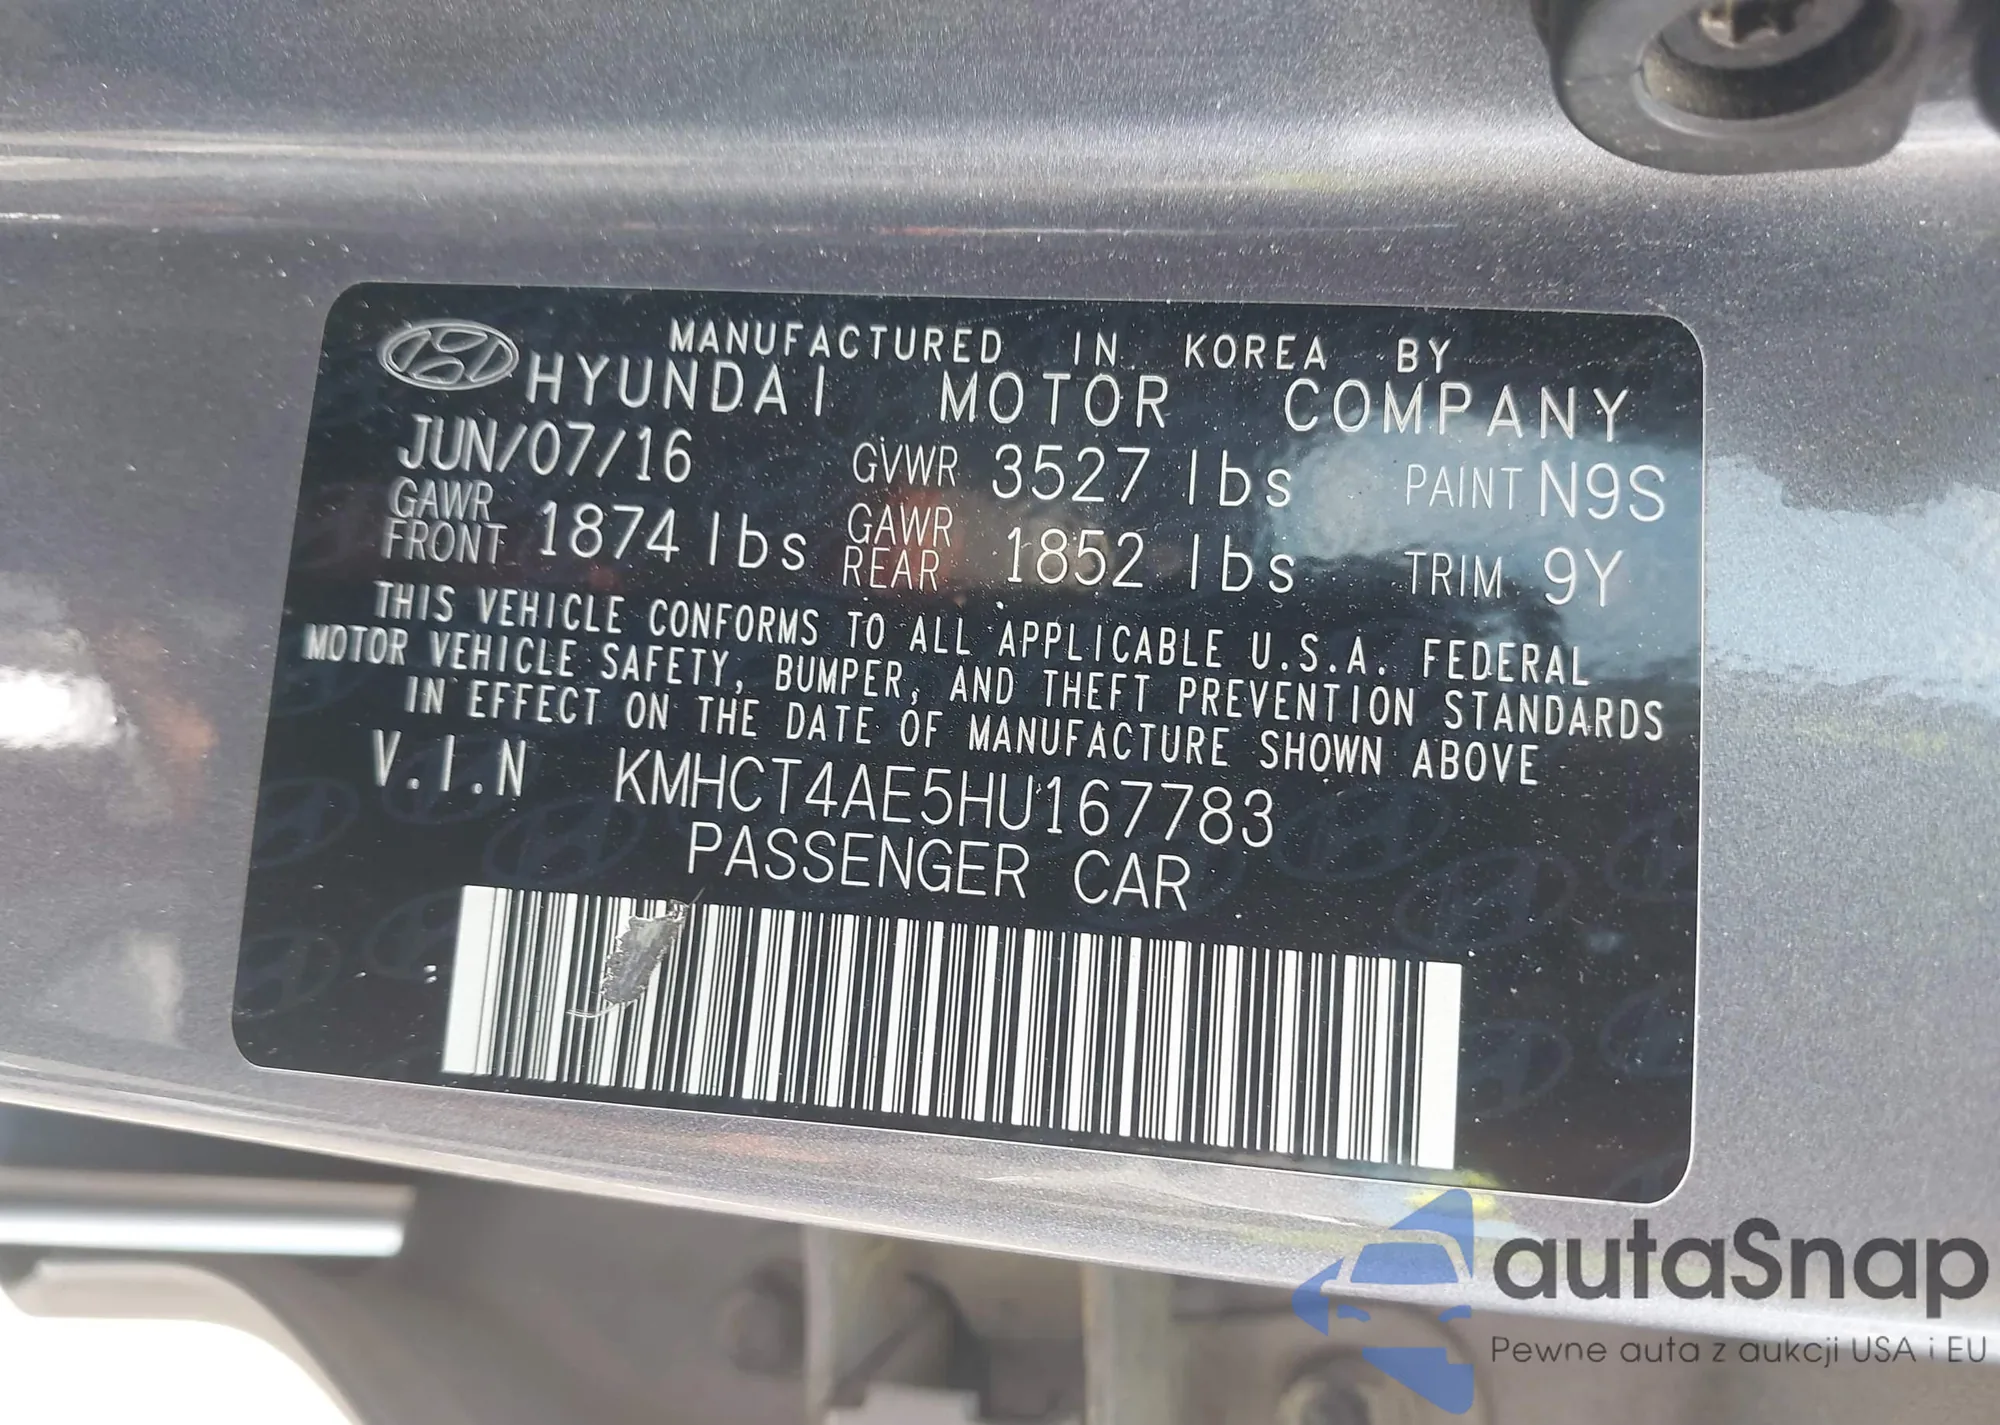 MANUFACTURED IN KOREA BY
HYUNDAI MOTOR COMPANY
JUN/07/16 GVWR 3527 lbs PAINT N9S
GAWR FRONT 1874 lbs GAWR REAR 1852 lbs TRIM 9Y
THIS VEHICLE CONFORMS TO ALL APPLICABLE U.S.A. FEDERAL
MOTOR VEHICLE SAFETY, BUMPER, AND THEFT PREVENTION STANDARDS
IN EFFECT ON THE DATE OF MANUFACTURE SHOWN ABOVE
V.I.N KMHCT4AE5HU167783
PASSENGER CAR
autaSnap
Pewne auta z aukcji USA i EU